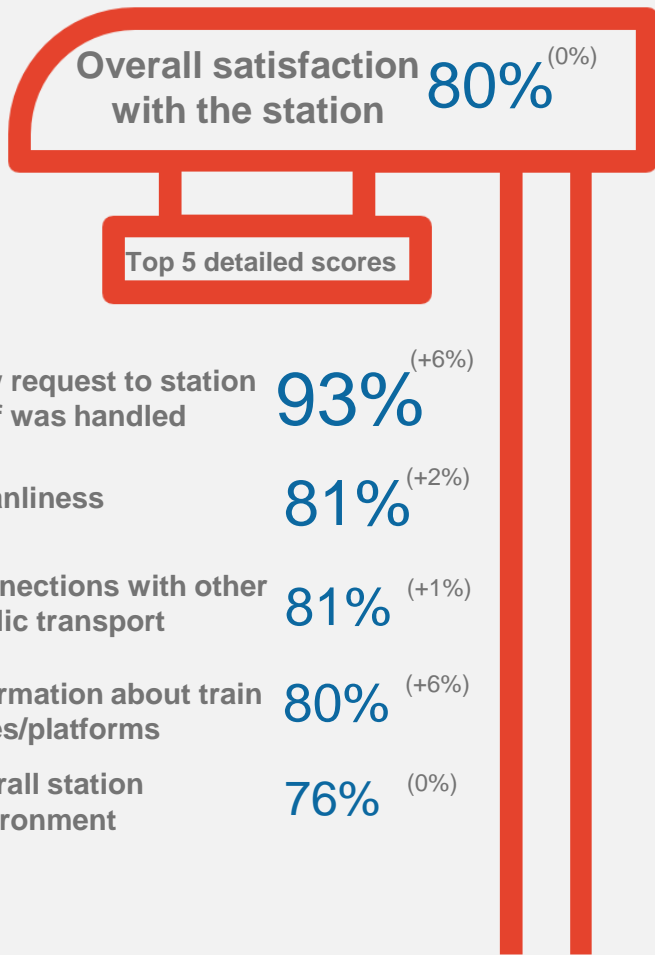 Overall satisfaction
with the station
80%
(0%)
Top 5 detailed scores
request to station
was handled
93%
(+6%)
anliness
81%
(+2%)
nnections with other
lic transport
81%
(+1%)
rmation about train
es/platforms
80%
(+6%)
rall station
ironment
76%
(0%)